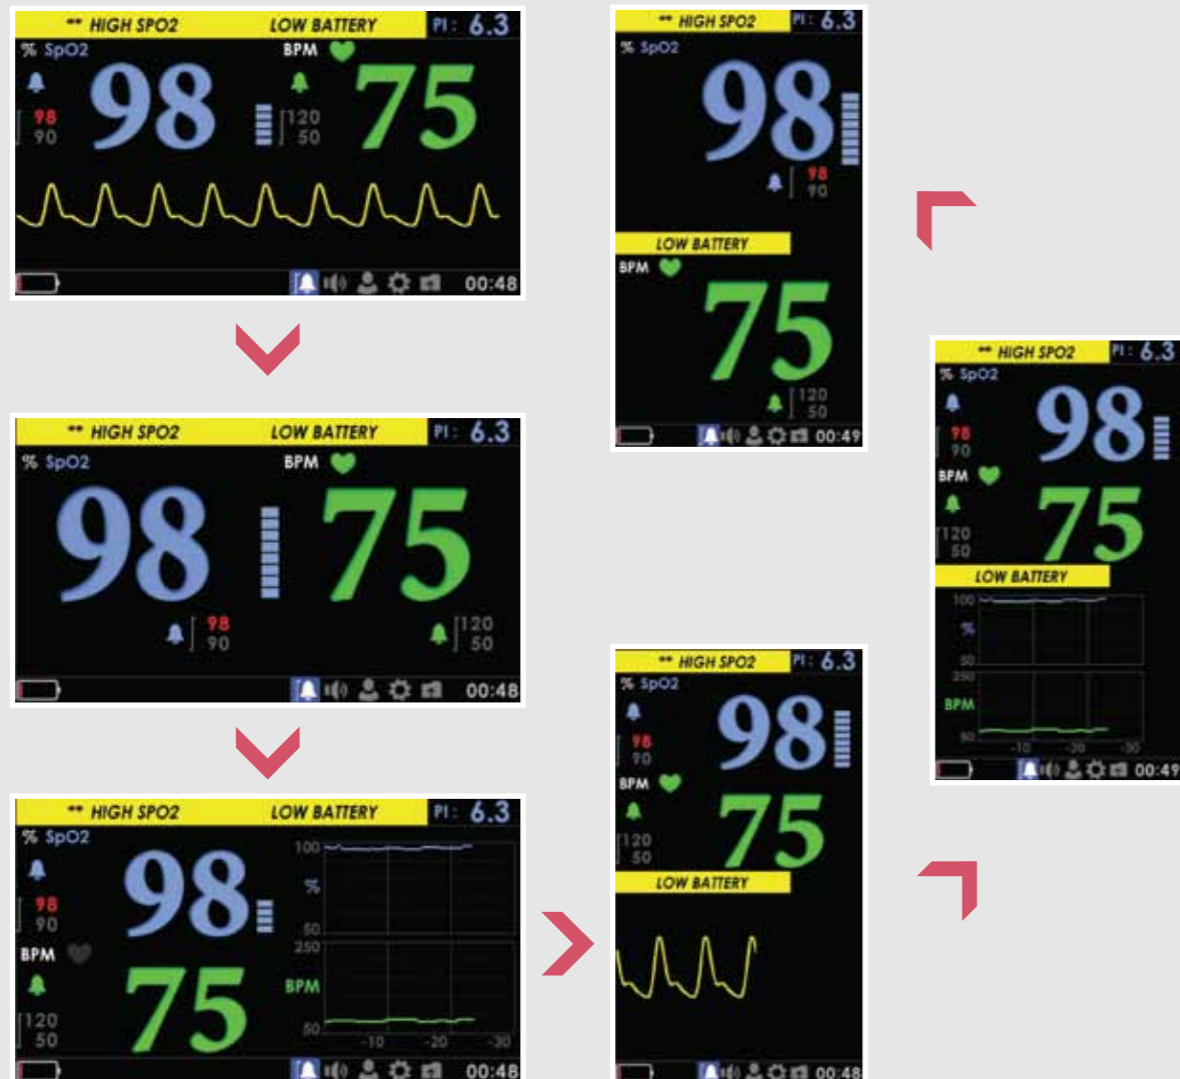 ** HIGH SPO2 LOW BATTERY PI: 6.3
% SpO2 BPM
98 75
98 120
90 50
00:48
** HIGH SPO2 LOW BATTERY PI: 6.3
% SpO2 BPM
98 75
98 120
90 50
00:48
** HIGH SPO2 LOW BATTERY PI: 6.3
% SpO2
98
98
90
BPM
75
120
50
100
%
50
250
BPM
50
-10 -20 -30
00:48
** HIGH SPO2 PI: 6.3
% SpO2
98
98
90
BPM
75
120
50
LOW BATTERY
00:48
** HIGH SPO2 PI: 6.3
% SpO2
98
98
90
BPM
75
120
50
LOW BATTERY
100
%
50
250
BPM
50
-10 -20 -30
00:49
** HIGH SPO2 PI: 6.3
% SpO2
98
98
90
LOW BATTERY
BPM
75
120
50
00:49